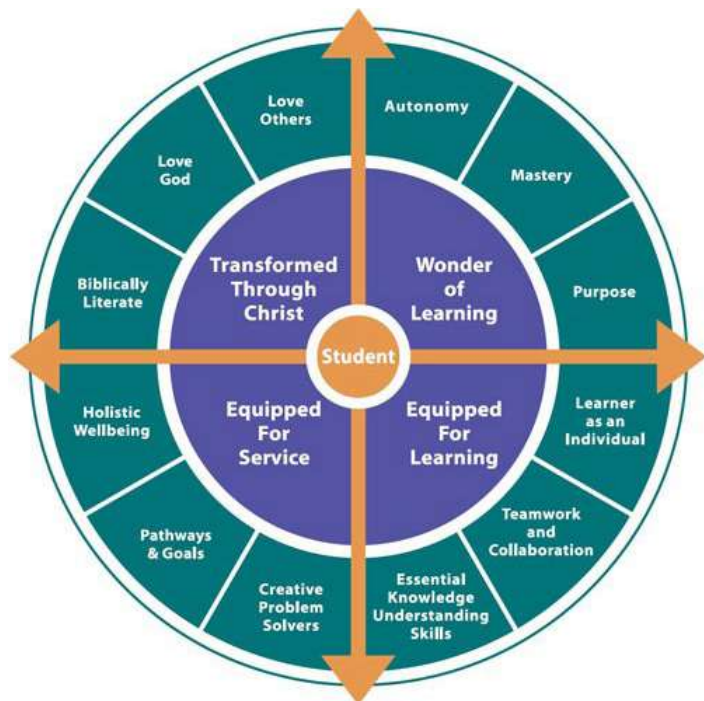 Love
Others
Autonomy
Love
God
Mastery
Biblically
Literate
Purpose
Transformed
Through
Christ
Wonder
of
Learning
Student
Equipped
For
Service
Equipped
For
Learning
Holistic
Wellbeing
Learner
as an
Individual
Pathways
& Goals
Teamwork
and
Collaboration
Creative
Problem
Solvers
Essential
Knowledge
Understanding
Skills